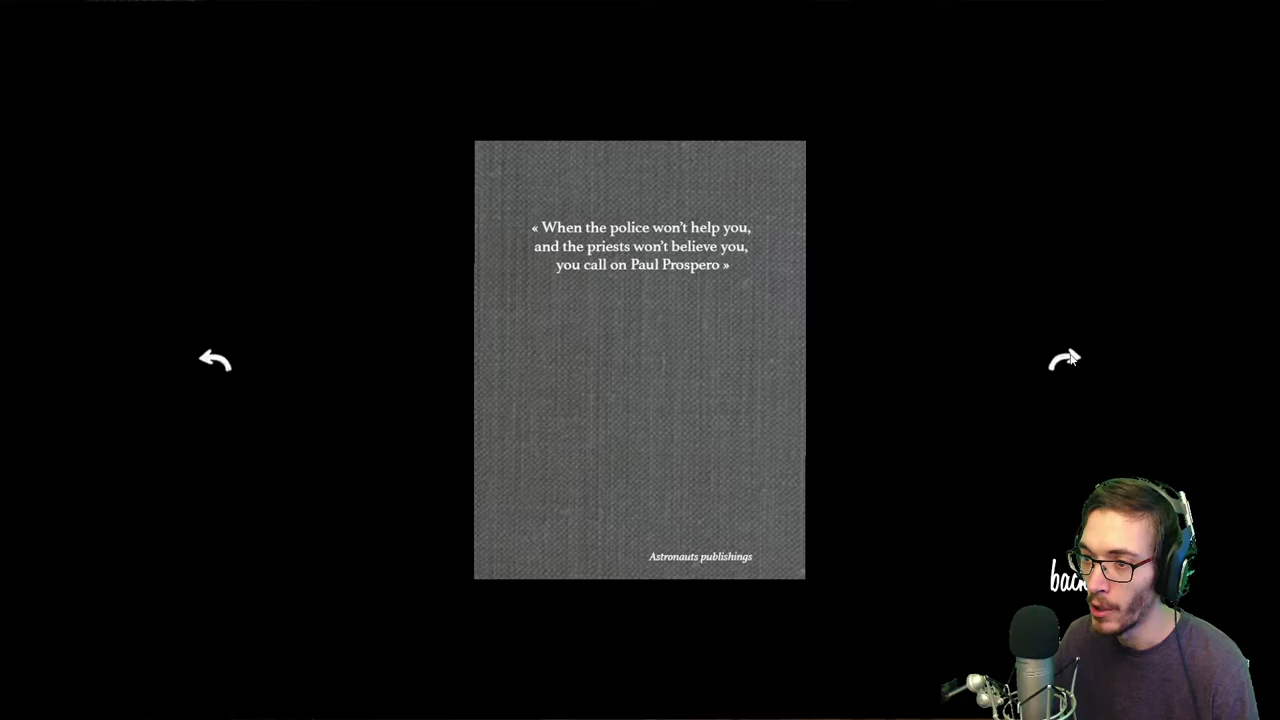 « When the police won't help you,
and the priests won't believe you,
you call on Paul Prospero »
Astronauts publishings